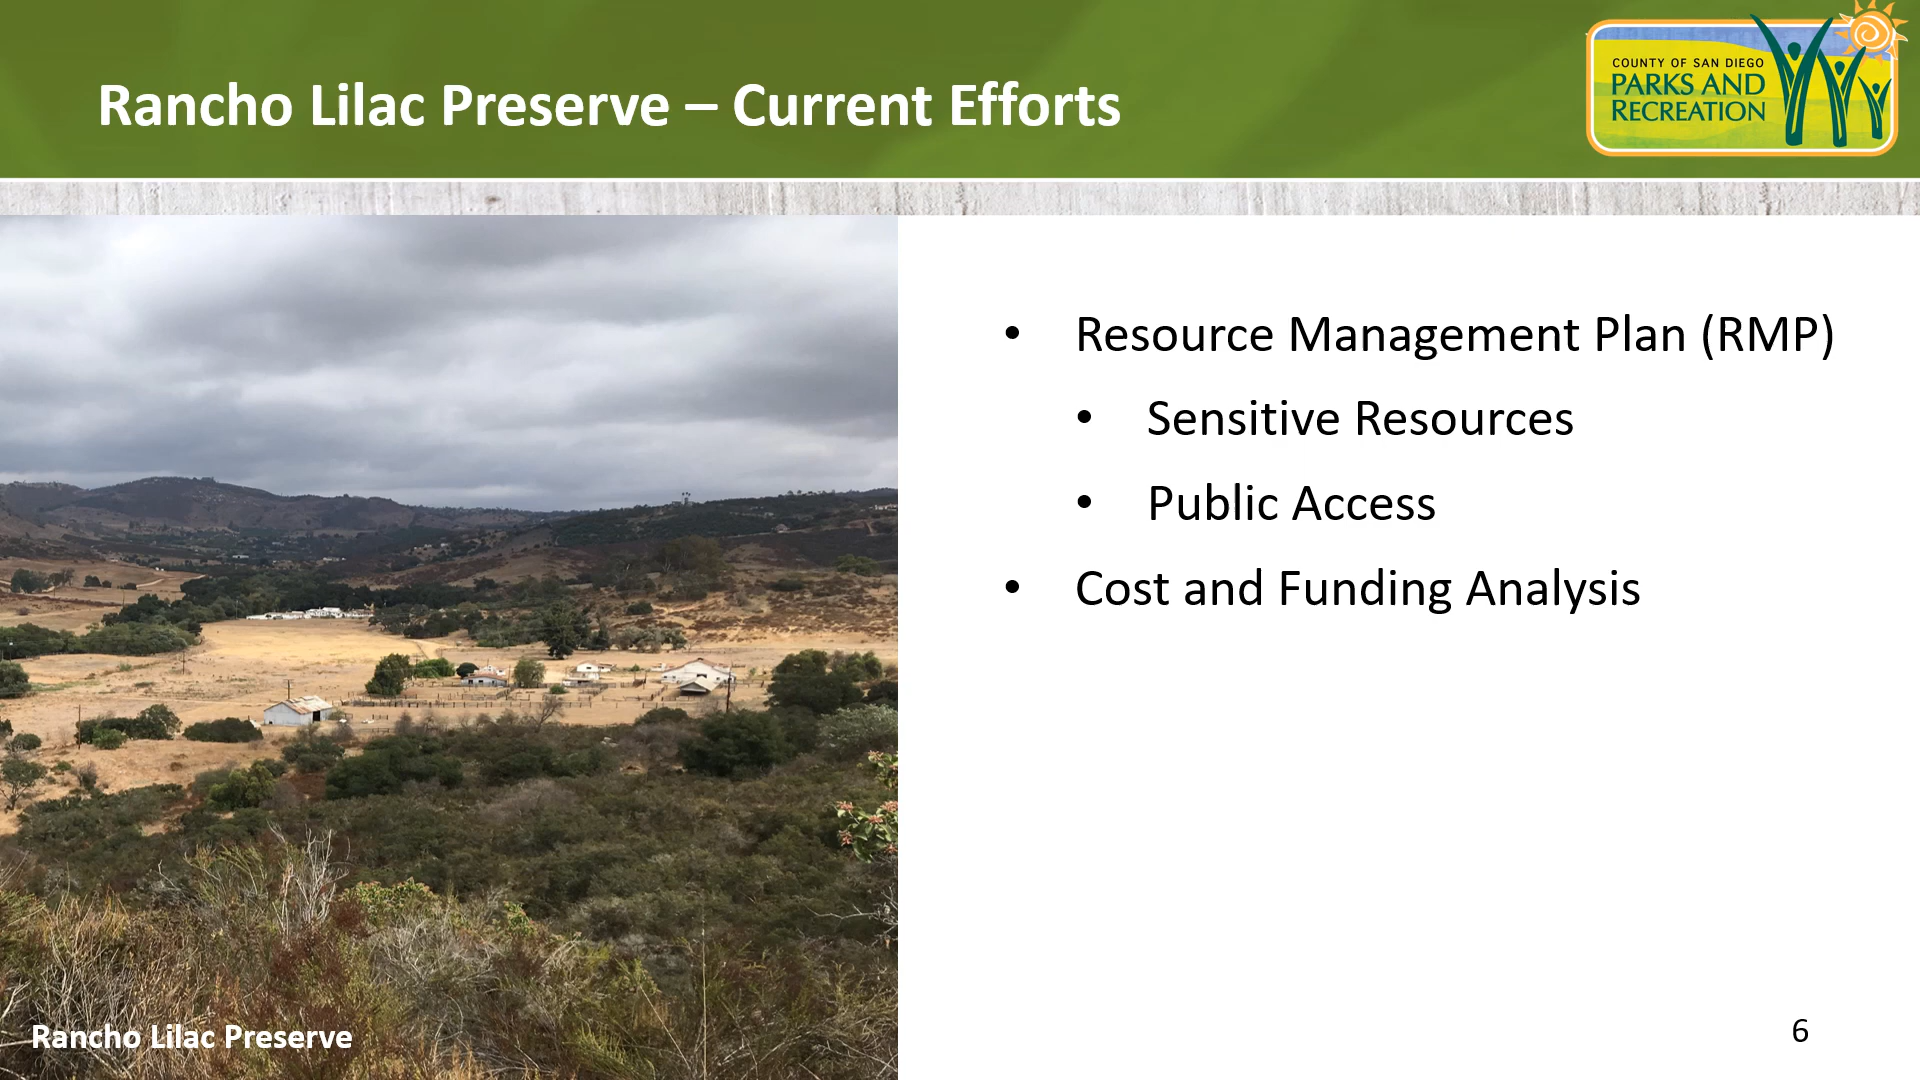 Rancho Lilac Preserve – Current Efforts
COUNTY OF SAN DIEGO
PARKS AND
RECREATION
• Resource Management Plan (RMP)
• Sensitive Resources
• Public Access
• Cost and Funding Analysis
Rancho Lilac Preserve
6